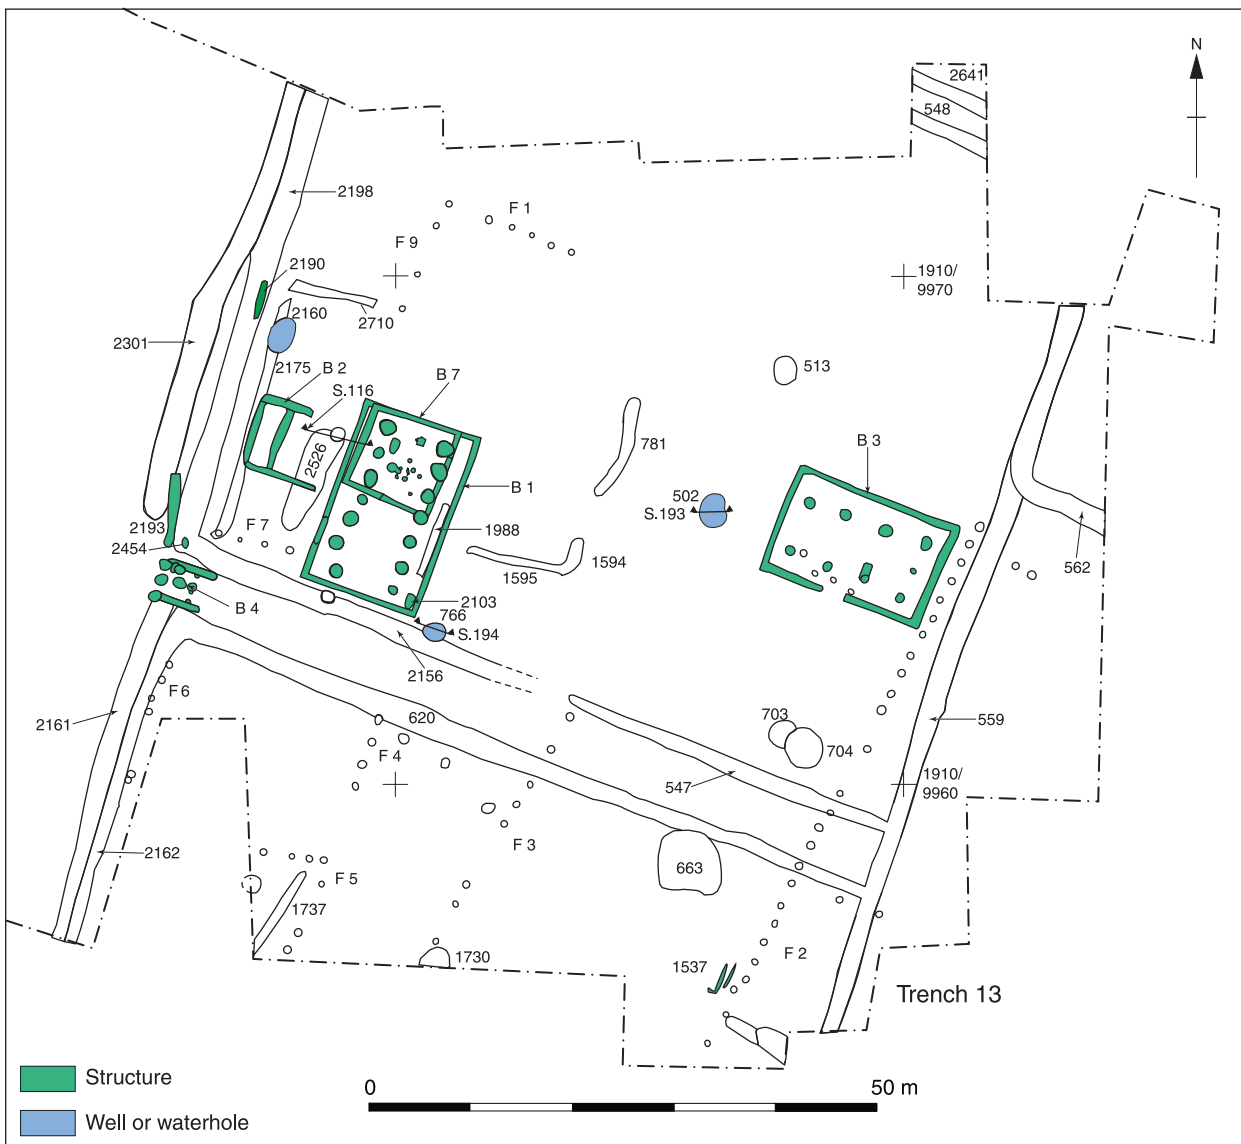 N
2641
548
2198
F 1
F 9
2190
1910/
9970
2160
2710
2301
513
2175
B 2
B 7
S.116
781
B 3
2526
B 1
502
S.193
1988
2193
F 7
2454
1594
562
1595
2103
B 4
766
S.194
2156
F 6
2161
620
703
559
704
F 4
547
1910/
9960
F 3
2162
663
F 5
1737
1730
1537
F 2
Trench 13
Structure
0
50 m
Well or waterhole